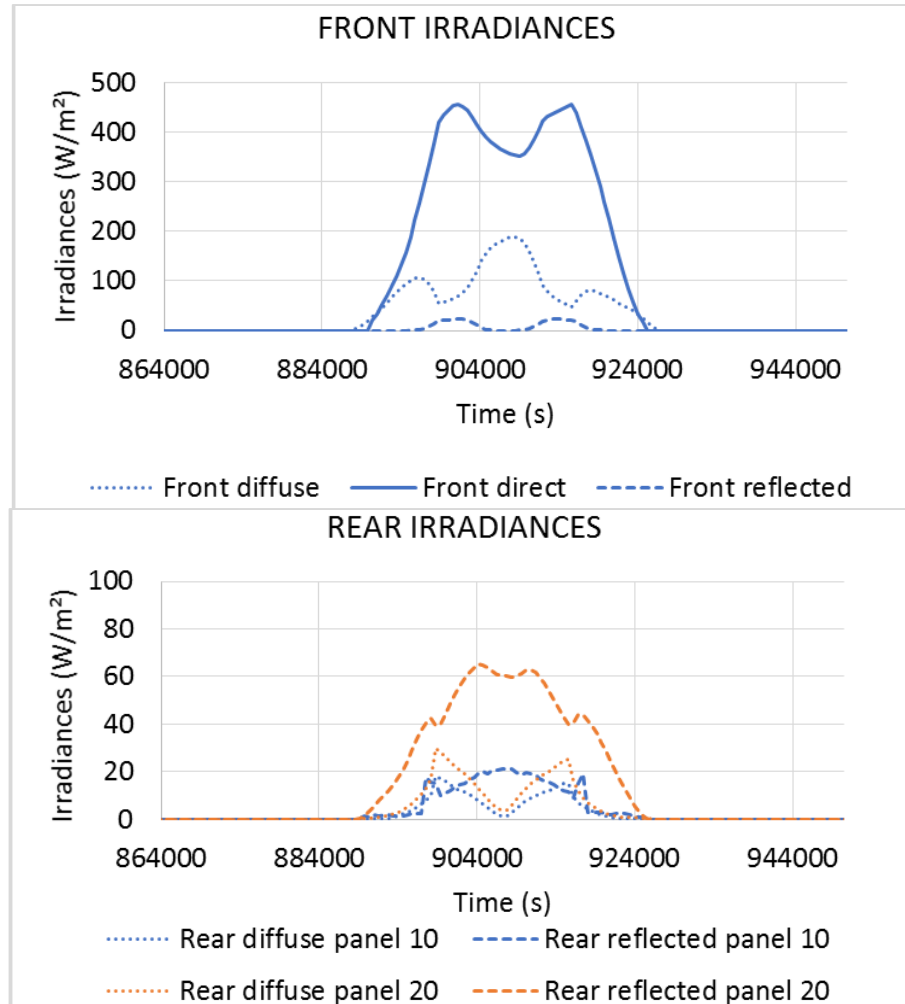 FRONT IRRADIANCES
500
400
300
200
100
0
Irradiances (W/m²)
864000 884000 904000 924000 944000
Time (s)
Front diffuse Front direct Front reflected
REAR IRRADIANCES
100
80
60
40
20
0
Irradiances (W/m²)
864000 884000 904000 924000 944000
Time (s)
Rear diffuse panel 10 Rear reflected panel 10
Rear diffuse panel 20 Rear reflected panel 20